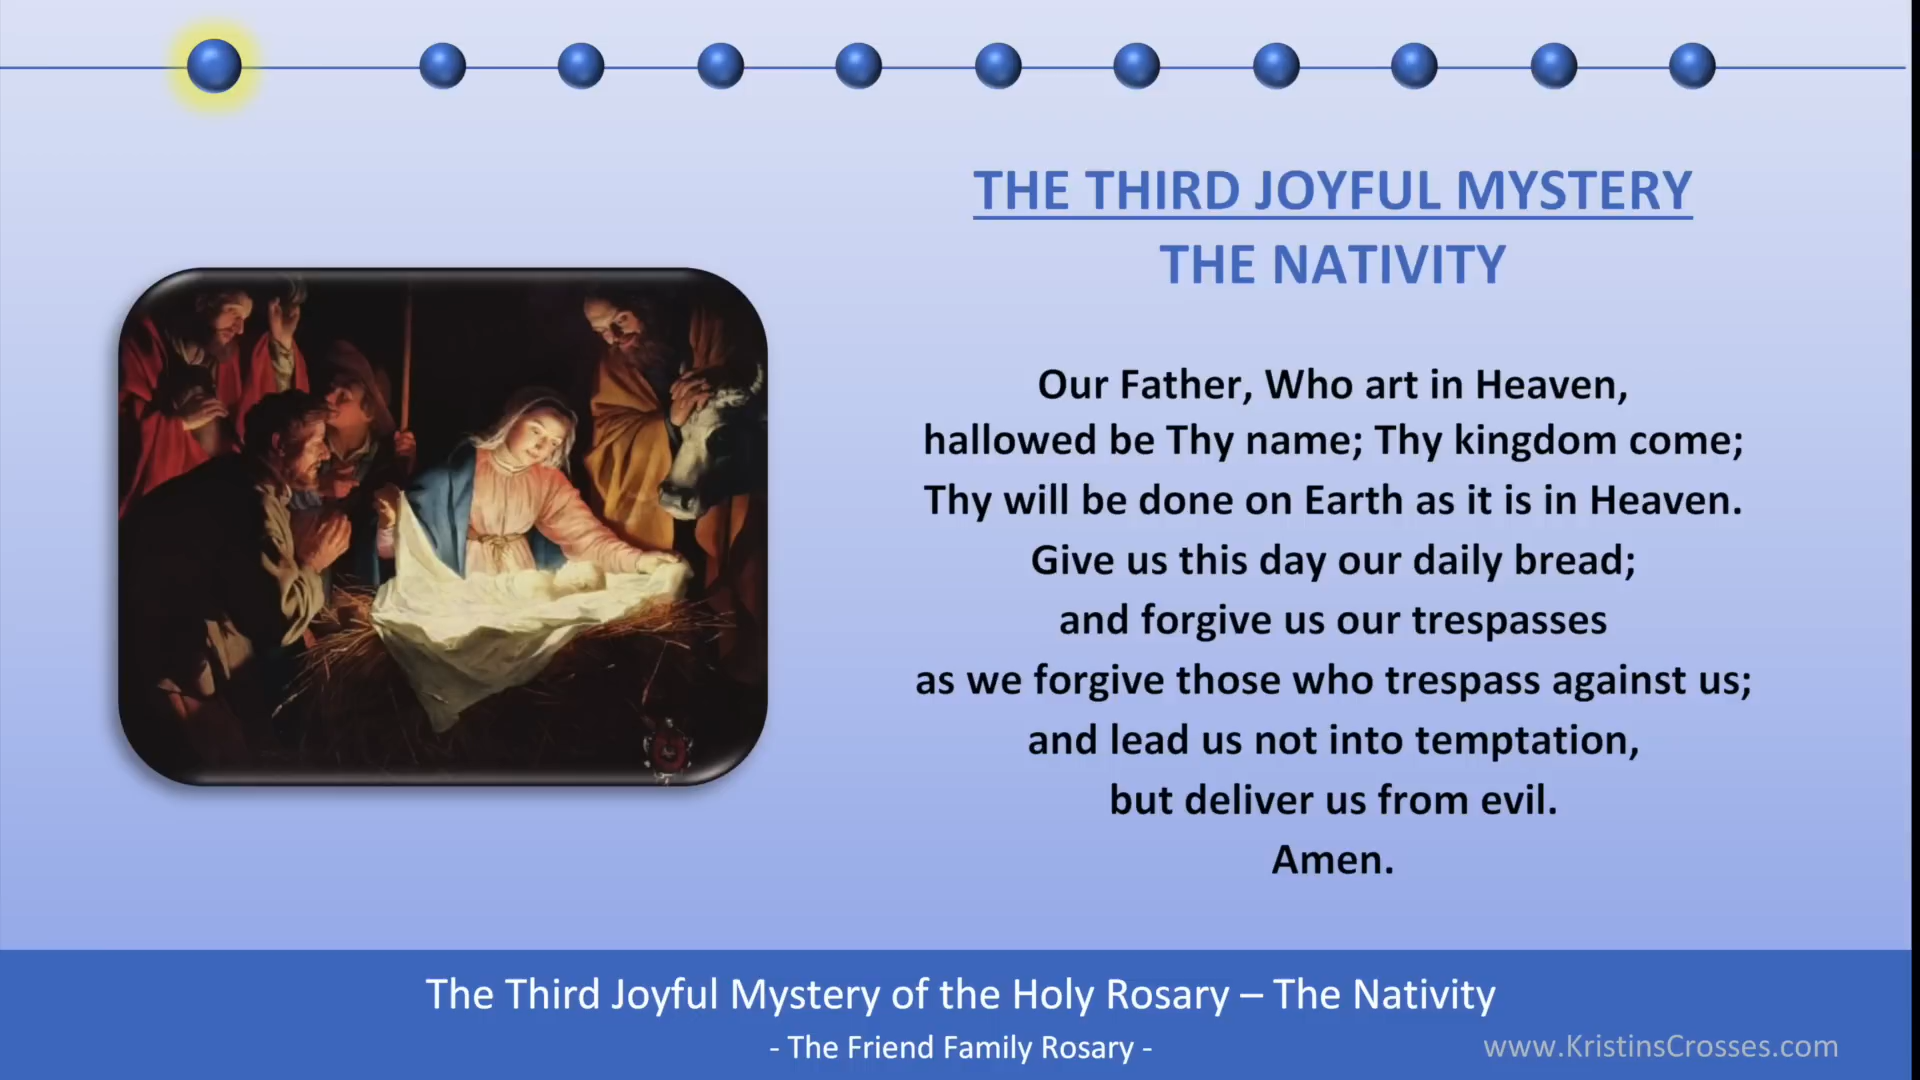 THE THIRD JOYFUL MYSTERY
THE NATIVITY
Our Father, Who art in Heaven,
hallowed be Thy name; Thy kingdom come;
Thy will be done on Earth as it is in Heaven.
Give us this day our daily bread;
and forgive us our trespasses
as we forgive those who trespass against us;
and lead us not into temptation,
but deliver us from evil.
Amen.
The Third Joyful Mystery of the Holy Rosary – The Nativity
- The Friend Family Rosary -
www.KristinsCrosses.com